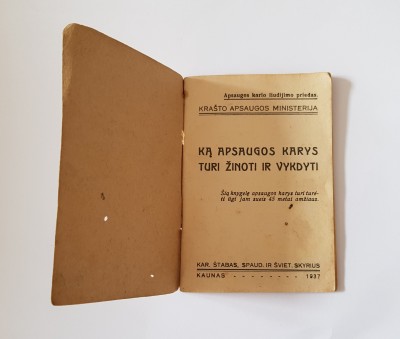 Apsaugos kario liudijimo priedas.
KRAŠTO APSAUGOS MINISTERIJA
KĄ APSAUGOS KARYS
TURI ŽINOTI IR VYKDYTI
Šią knygelę apsaugos karys turi turė-
ti ligi jam sueis 45 metai amžiaus.
KAR. ŠTABAS, SPAUD. IR ŠVIET. SKYRIUS
KAUNAS - - - - - - - - 1937